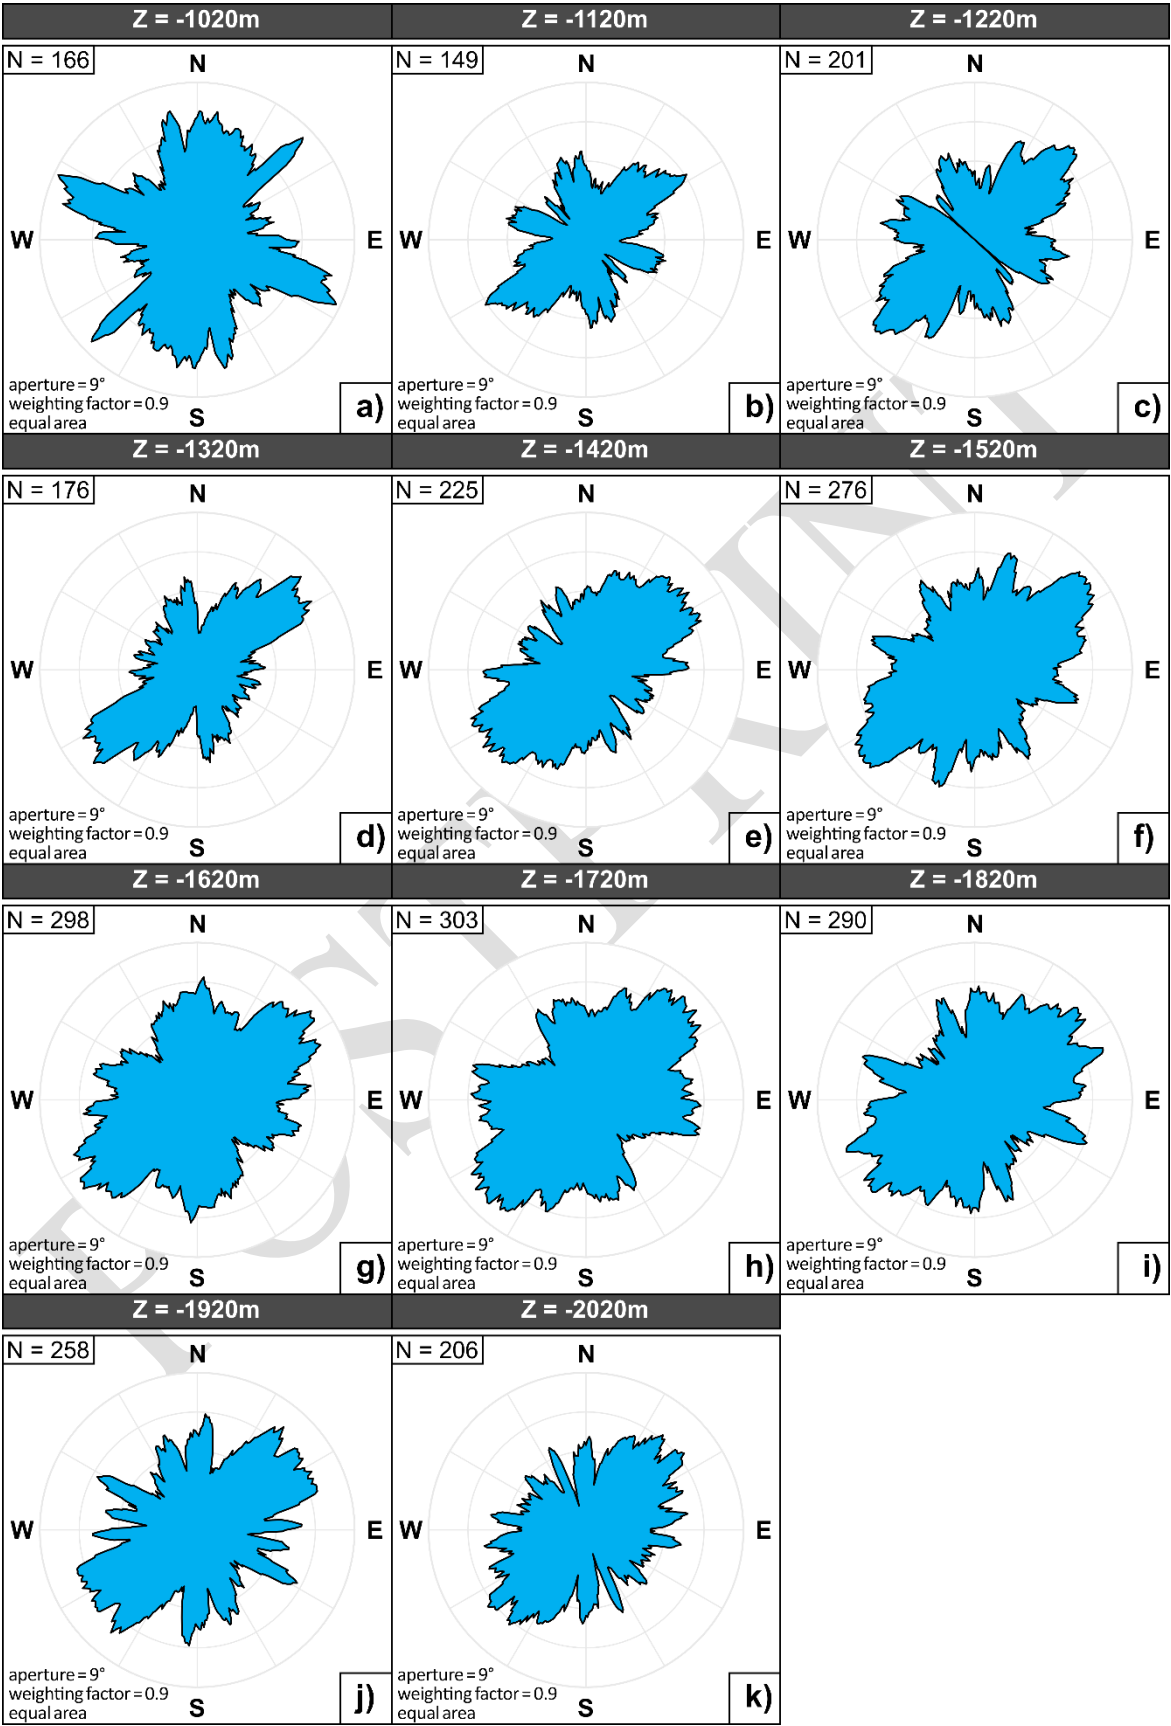 Z = -1020m
Z = -1120m
Z = -1220m
N = 166
N
W
E
S
aperture = 9°
weighting factor = 0.9
equal area
a)
N = 149
N
W
E
S
aperture = 9°
weighting factor = 0.9
equal area
b)
N = 201
N
W
E
S
aperture = 9°
weighting factor = 0.9
equal area
c)
Z = -1320m
Z = -1420m
Z = -1520m
N = 176
N
W
E
S
aperture = 9°
weighting factor = 0.9
equal area
d)
N = 225
N
W
E
S
aperture = 9°
weighting factor = 0.9
equal area
e)
N = 276
N
W
E
S
aperture = 9°
weighting factor = 0.9
equal area
f)
Z = -1620m
Z = -1720m
Z = -1820m
N = 298
N
W
E
S
aperture = 9°
weighting factor = 0.9
equal area
g)
N = 303
N
W
E
S
aperture = 9°
weighting factor = 0.9
equal area
h)
N = 290
N
W
E
S
aperture = 9°
weighting factor = 0.9
equal area
i)
Z = -1920m
Z = -2020m
N = 258
N
W
E
S
aperture = 9°
weighting factor = 0.9
equal area
j)
N = 206
N
W
E
S
aperture = 9°
weighting factor = 0.9
equal area
k)
POSTPRINT